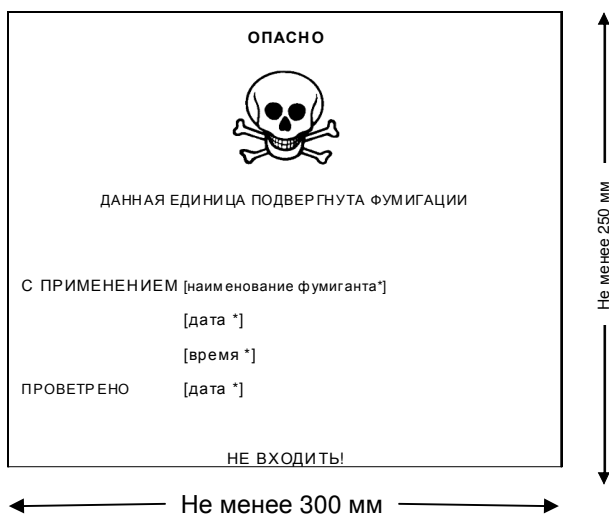 ОПАСНО
ДАННАЯ ЕДИНИЦА ПОДВЕРГНУТА ФУМИГАЦИИ
С ПРИМЕНЕНИЕМ [наименование фумиганта*]
[дата *]
[время *]
ПРОВЕТРЕНО [дата *]
НЕ ВХОДИТЬ!
Не менее 250 мм
Не менее 300 мм